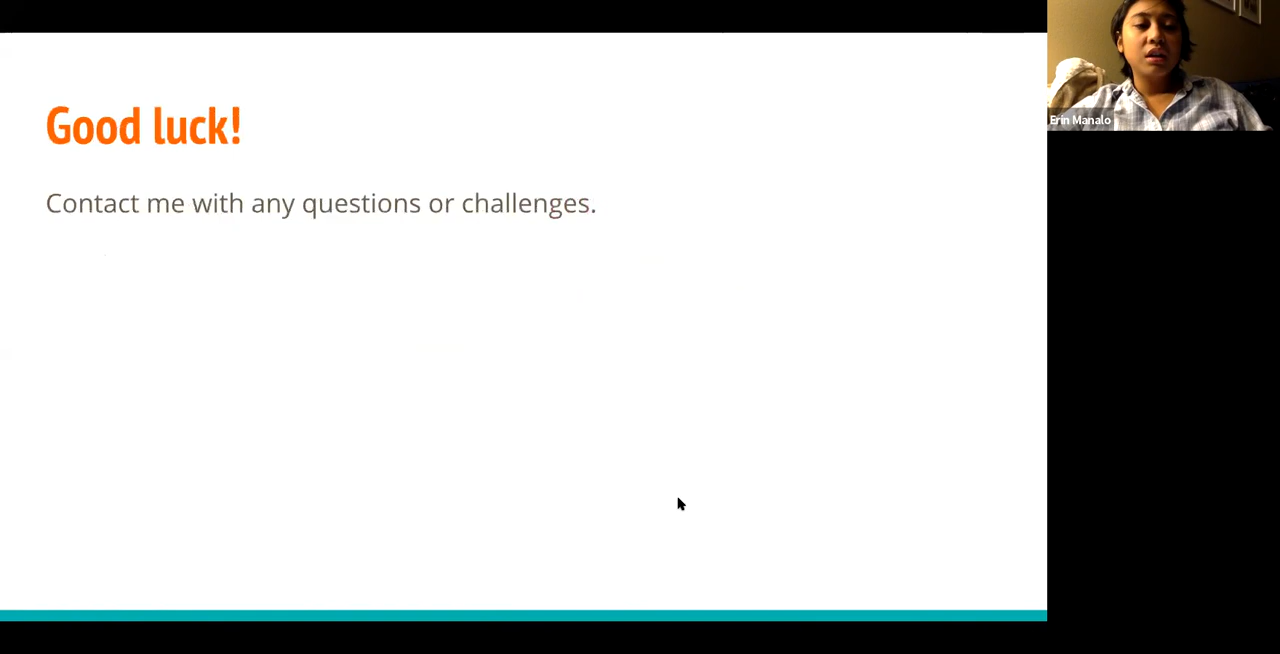 Good luck!
Contact me with any questions or challenges.
Erin Manalo